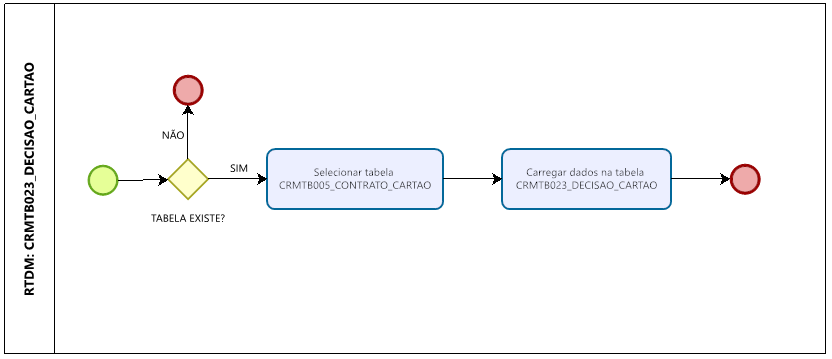 RTDM: CRMTB023_DECISAO_CARTAO
NÃO
SIM
TABELA EXISTE?
Selecionar tabela
CRMTB005_CONTRATO_CARTAO
Carregar dados na tabela
CRMTB023_DECISAO_CARTAO